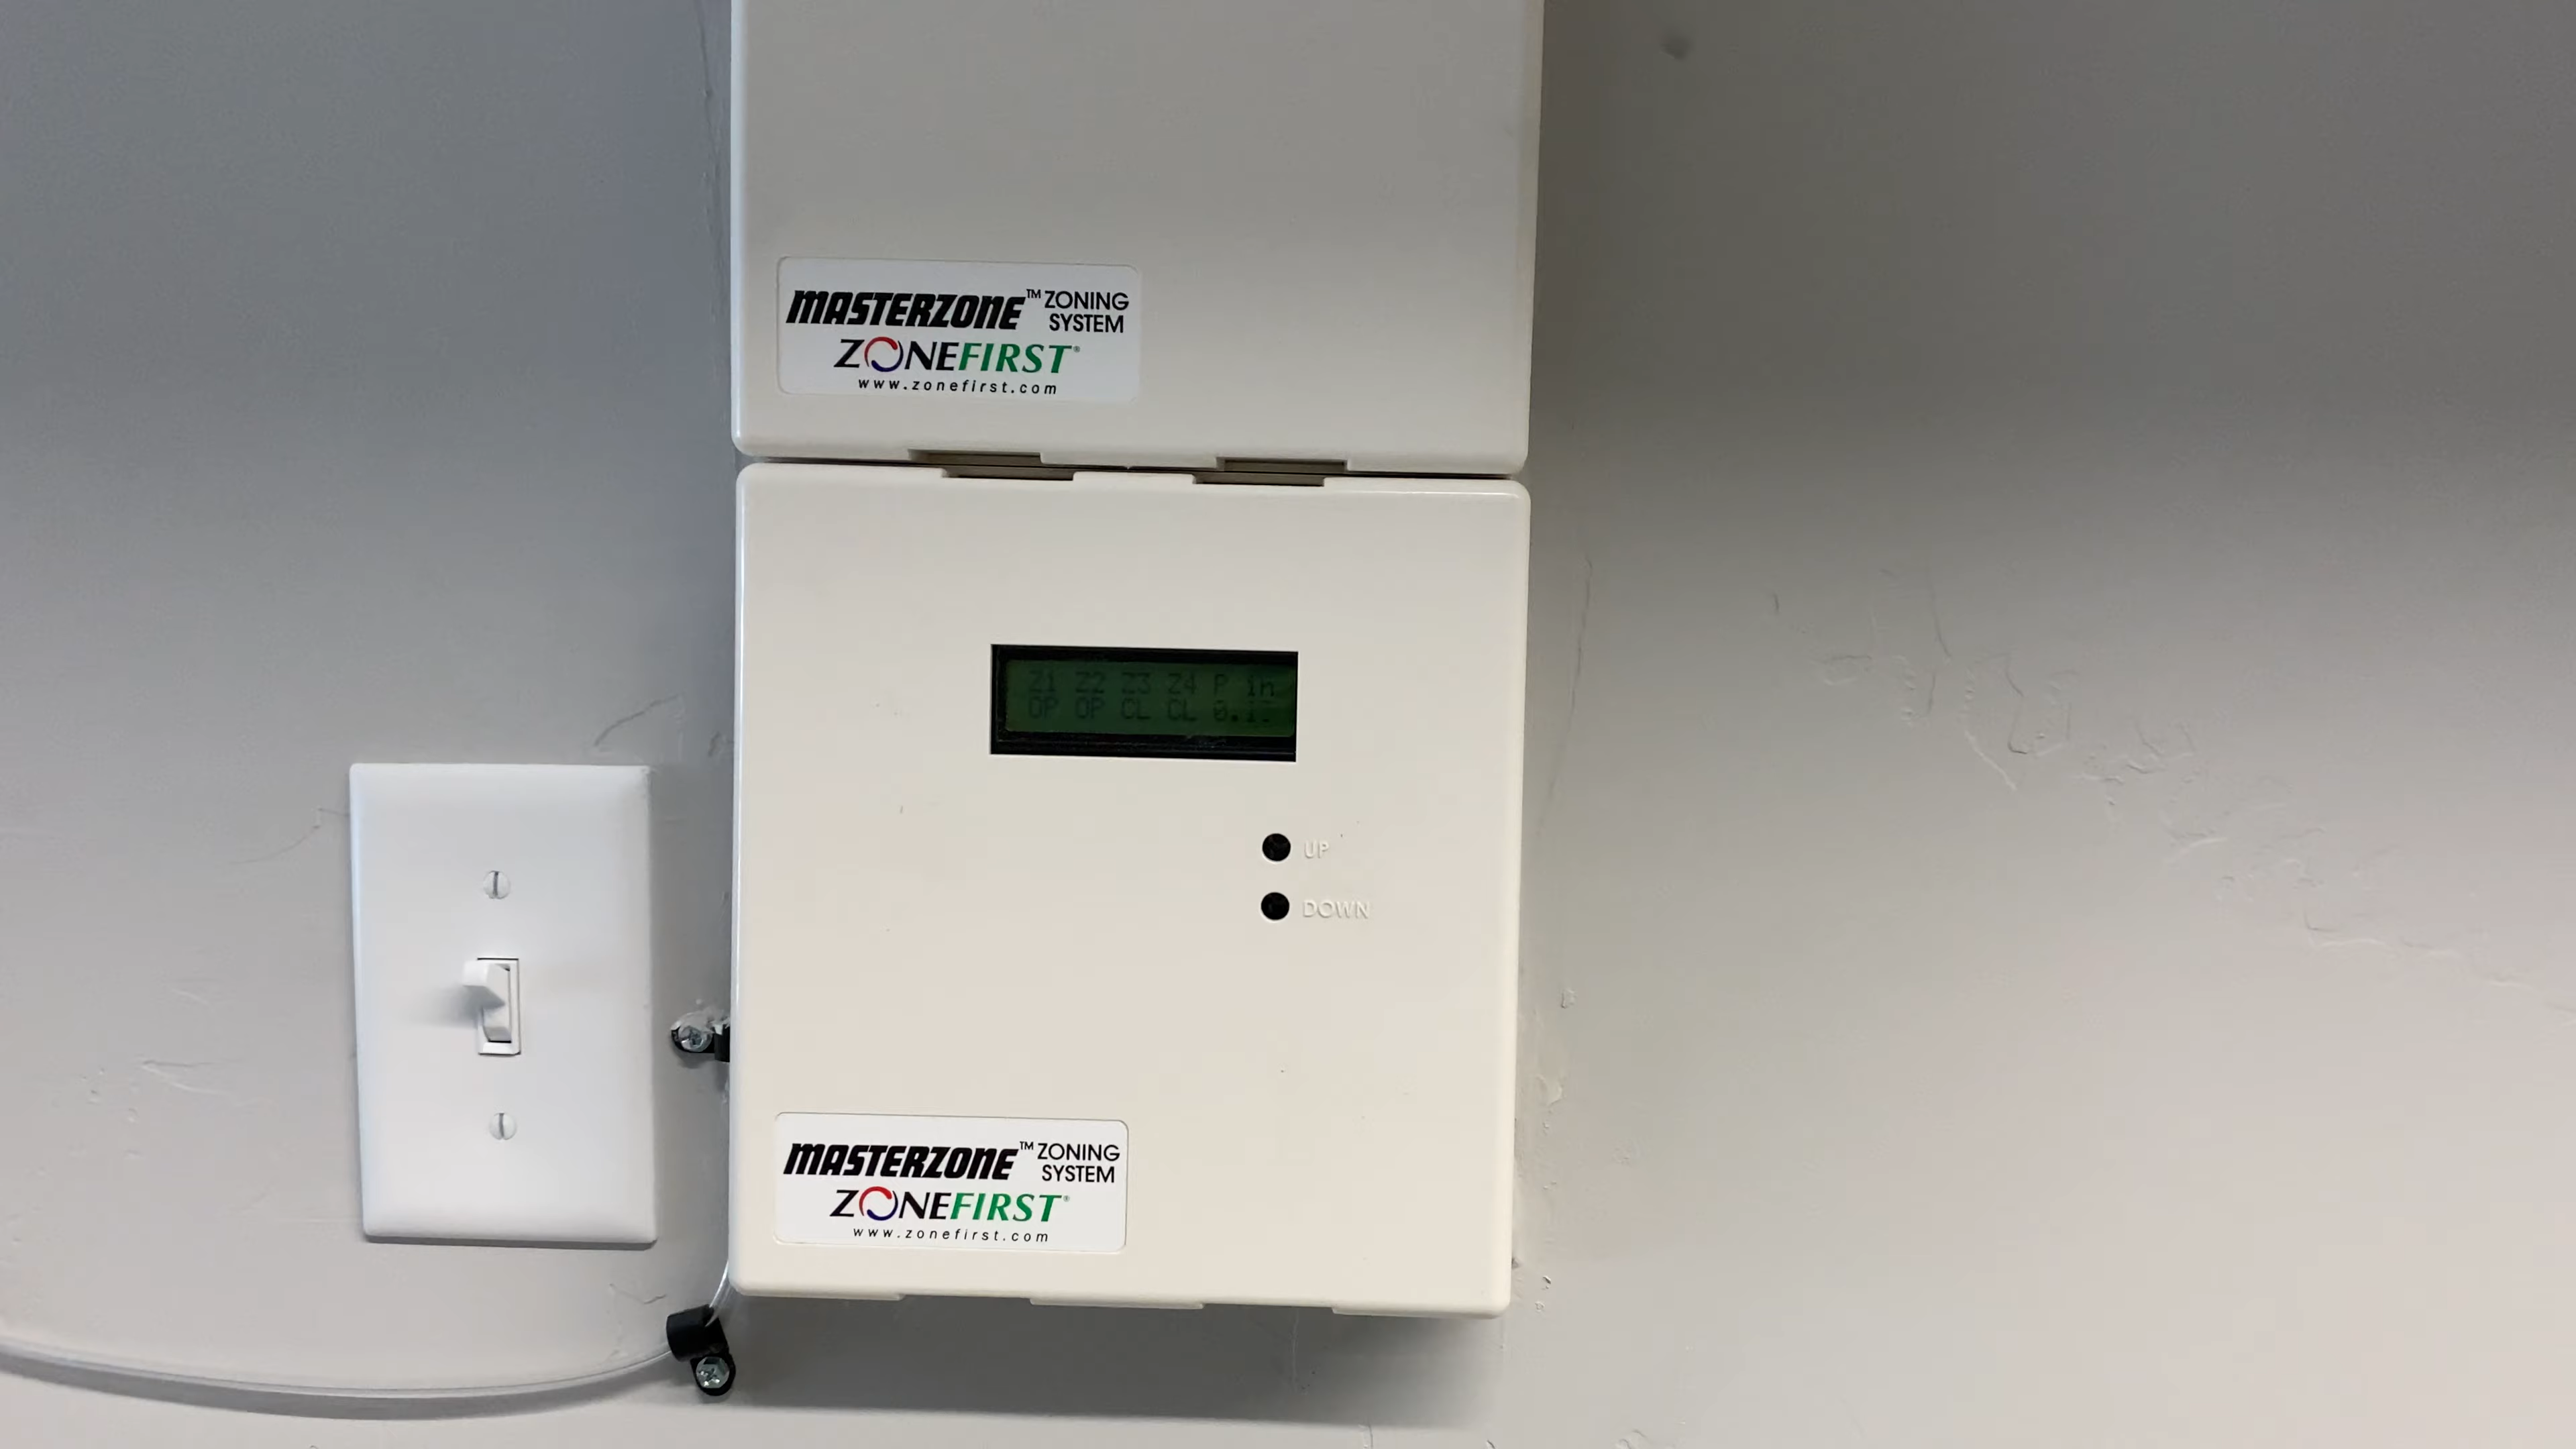 MASTERZONE™ ZONING
SYSTEM
ZONEFIRST®
www.zonefirst.com
Z1 Z2 Z3 Z4 P in
OP OP CL CL
UP
DOWN
MASTERZONE™ ZONING
SYSTEM
ZONEFIRST®
www.zonefirst.com